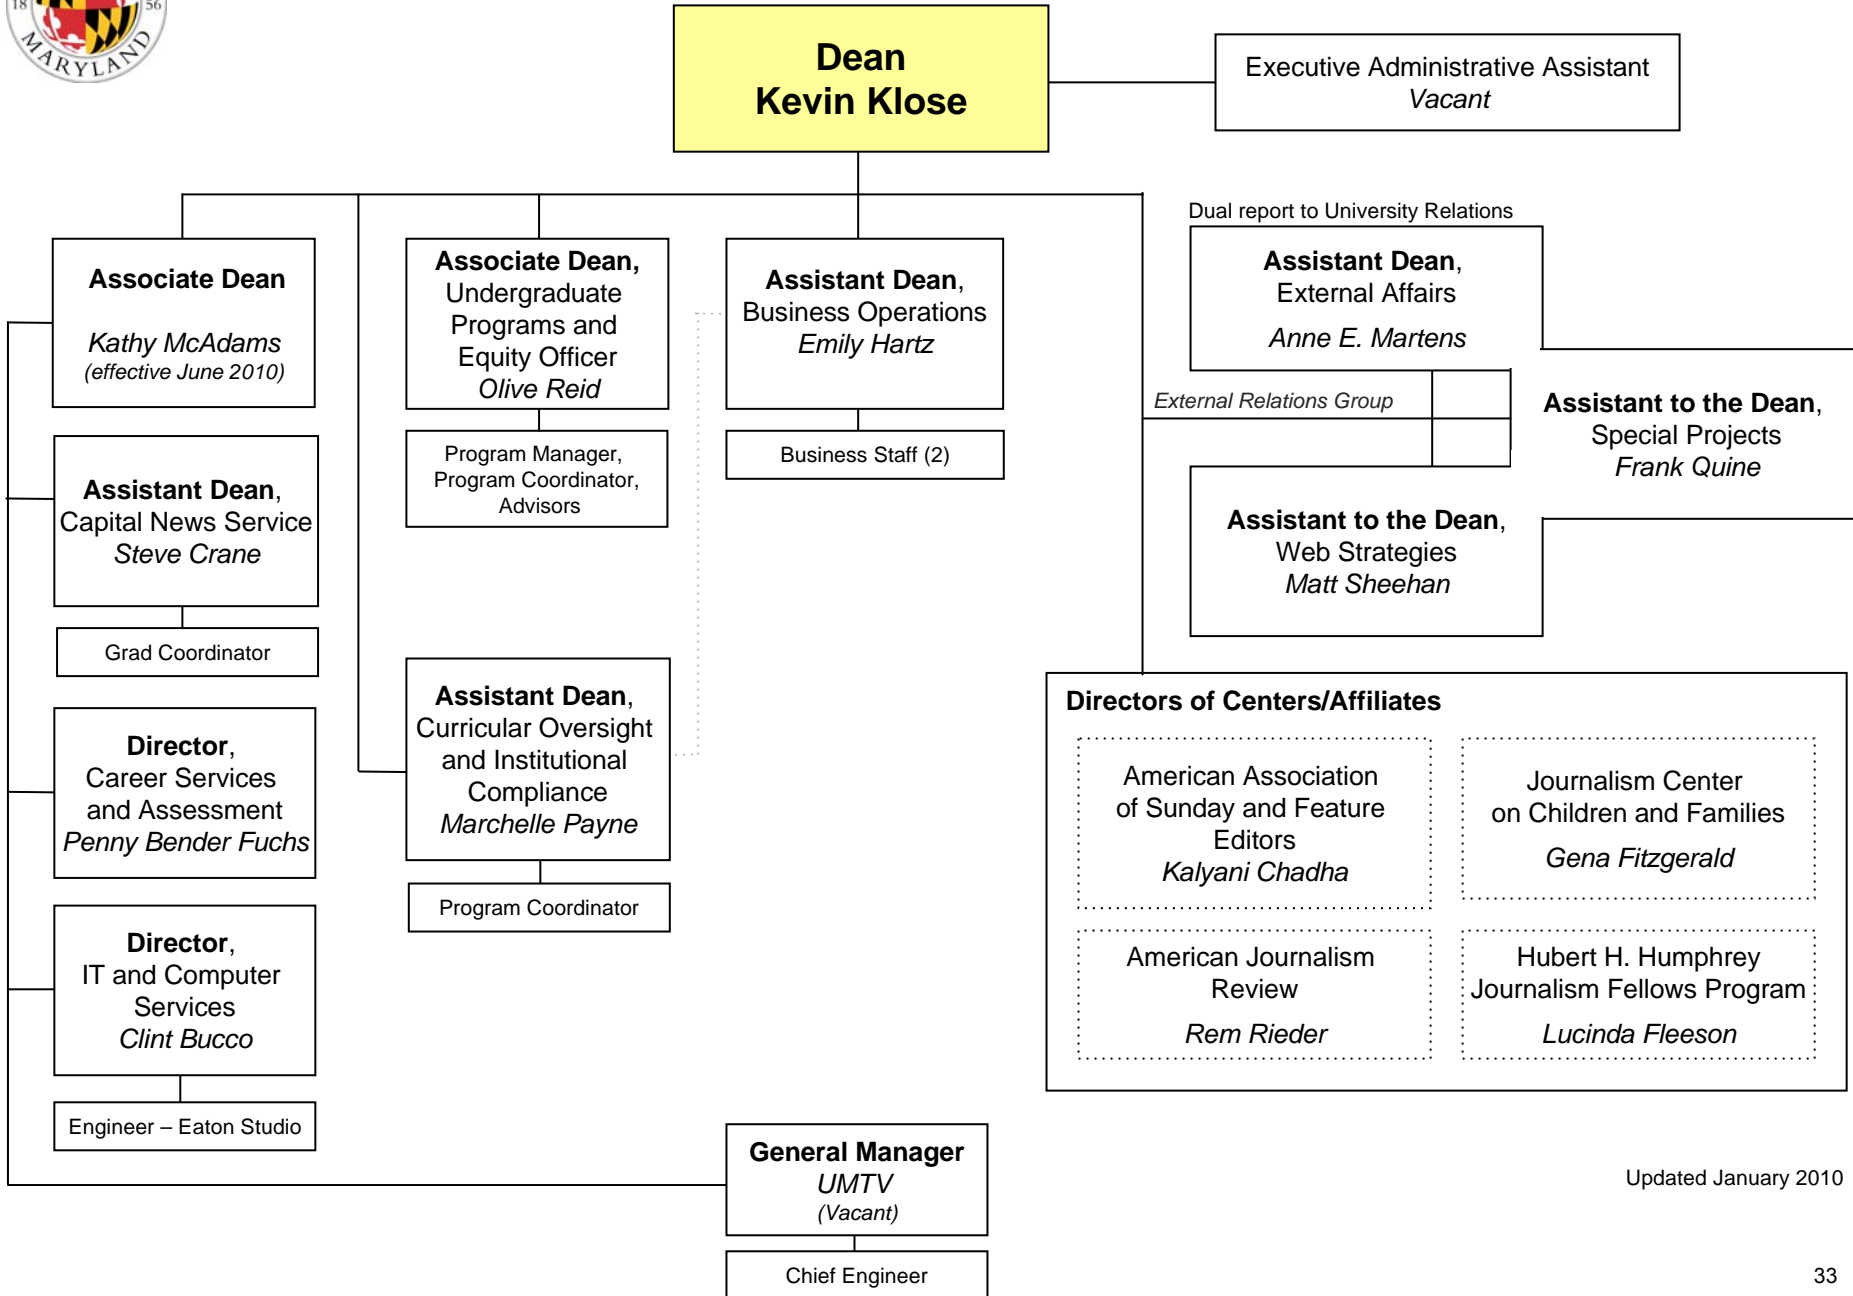 18 56
MARYLAND
Dean
Kevin Klose
Executive Administrative Assistant
Vacant
Dual report to University Relations
Associate Dean
Kathy McAdams
(effective June 2010)
Associate Dean,
Undergraduate
Programs and
Equity Officer
Olive Reid
Assistant Dean,
Business Operations
Emily Hartz
Assistant Dean,
External Affairs
Anne E. Martens
External Relations Group
Assistant to the Dean,
Special Projects
Frank Quine
Program Manager,
Program Coordinator,
Advisors
Business Staff (2)
Assistant Dean,
Capital News Service
Steve Crane
Grad Coordinator
Assistant to the Dean,
Web Strategies
Matt Sheehan
Assistant Dean,
Curricular Oversight
and Institutional
Compliance
Marchelle Payne
Program Coordinator
Director,
Career Services
and Assessment
Penny Bender Fuchs
Directors of Centers/Affiliates
American Association
of Sunday and Feature
Editors
Kalyani Chadha
Journalism Center
on Children and Families
Gena Fitzgerald
American Journalism
Review
Rem Rieder
Hubert H. Humphrey
Journalism Fellows Program
Lucinda Fleeson
Director,
IT and Computer
Services
Clint Bucco
Engineer – Eaton Studio
General Manager
UMTV
(Vacant)
Chief Engineer
Updated January 2010
33